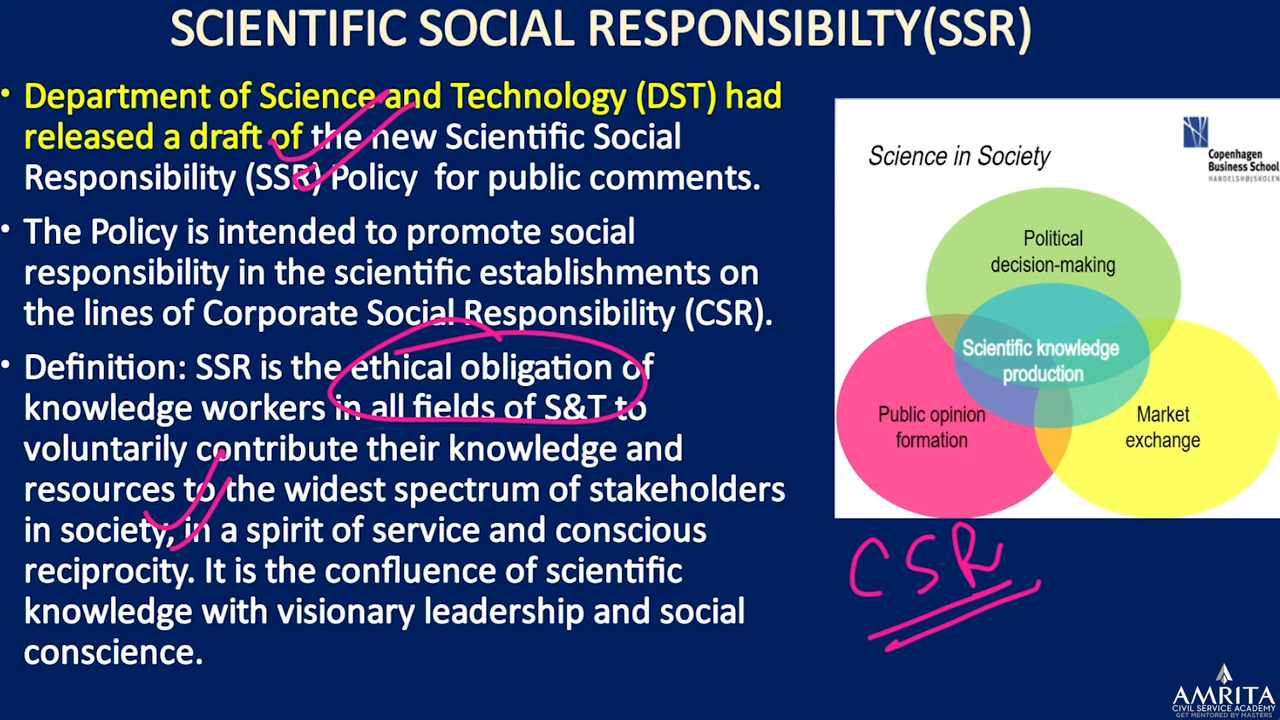 SCIENTIFIC SOCIAL RESPONSIBILTY(SSR)
• Department of Science and Technology (DST) had
released a draft of the new Scientific Social
Responsibility (SSR) Policy for public comments.
• The Policy is intended to promote social
responsibility in the scientific establishments on
the lines of Corporate Social Responsibility (CSR).
• Definition: SSR is the ethical obligation of
knowledge workers in all fields of S&T to
voluntarily contribute their knowledge and
resources to the widest spectrum of stakeholders
in society, in a spirit of service and conscious
reciprocity. It is the confluence of scientific
knowledge with visionary leadership and social
conscience.
Science in Society
Copenhagen
Business School
HANDELSHØJSKOLEN
Political
decision-making
Scientific knowledge
production
Public opinion
formation
Market
exchange
CSR
AMRITA
CIVIL SERVICE ACADEMY
GET MENTORED BY MASTERS